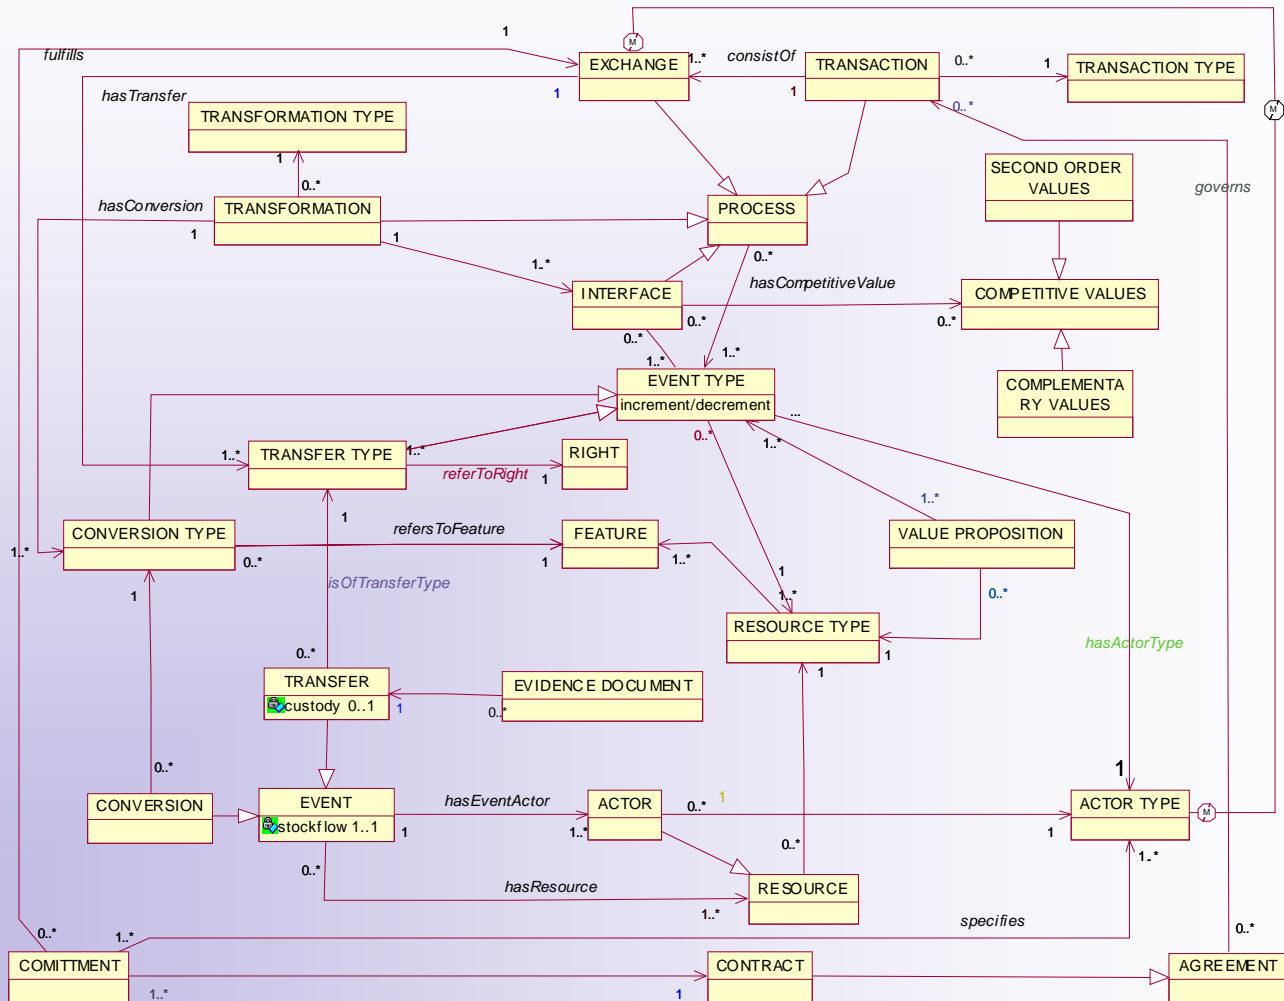 1
M
fulfills
EXCHANGE
1..*
consistOf
TRANSACTION
0..*
1
TRANSACTION TYPE
1
1
0..*
M
hasTransfer
TRANSFORMATION TYPE
1
0..*
SECOND ORDER
VALUES
governs
hasConversion
TRANSFORMATION
1
1
PROCESS
0..*
1..*
INTERFACE
hasCompetitiveValue
COMPETITIVE VALUES
0..*
0..*
0..*
1..*
1..*
EVENT TYPE
increment/decrement
COMPLEMENTA
RY VALUES
...
0..*
1..*
1..*
TRANSFER TYPE
1..*
referToRight
1
RIGHT
1..*
1
CONVERSION TYPE
refersToFeature
FEATURE
VALUE PROPOSITION
1..*
0..*
1
1..*
isOfTransferType
1
1
1..*
0..*
RESOURCE TYPE
1
1
hasActorType
0..*
TRANSFER
custody 0..1
1
EVIDENCE DOCUMENT
0..*
0..*
1
CONVERSION
EVENT
stockflow 1..1
hasEventActor
1
1..*
ACTOR
0..*
1
1
ACTOR TYPE
M
0..*
0..*
1..*
hasResource
RESOURCE
1..*
specifies
0..*
1..*
0..*
COMITTMENT
CONTRACT
AGREEMENT
1..*
1